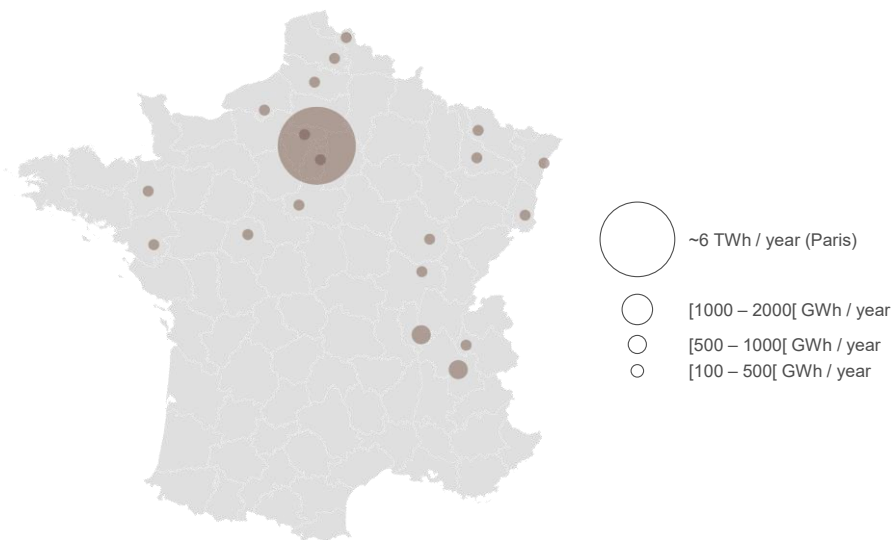 ~6 TWh / year (Paris)
[1000 – 2000[ GWh / year
[500 – 1000[ GWh / year
[100 – 500[ GWh / year